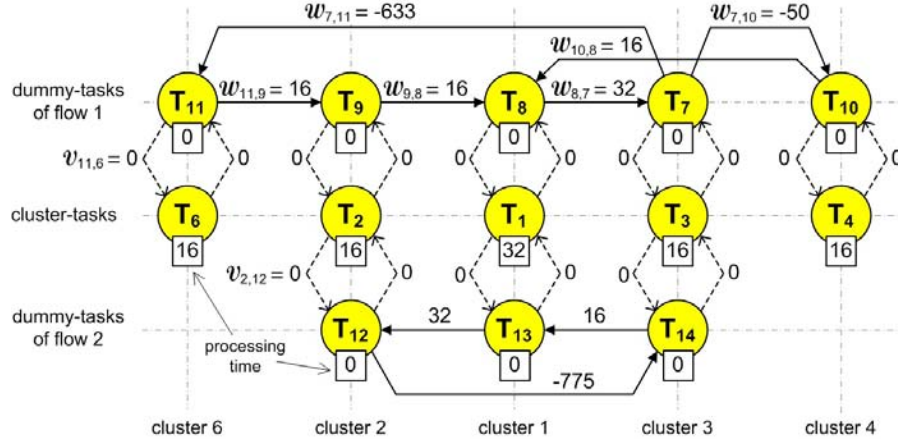 w7,11 = -633
w7,10 = -50
w10,8 = 16
dummy-tasks
of flow 1
T11
w11,9 = 16
T9
w9,8 = 16
T8
w8,7 = 32
T7
T10
0
0
0
0
0
v11,6 = 0
0
0
0
0
0
0
0
0
0
cluster-tasks
T6
T2
T1
T3
T4
16
16
32
16
16
v2,12 = 0
0
0
0
0
0
dummy-tasks
of flow 2
T12
32
T13
16
T14
processing
time
0
0
0
-775
cluster 6
cluster 2
cluster 1
cluster 3
cluster 4